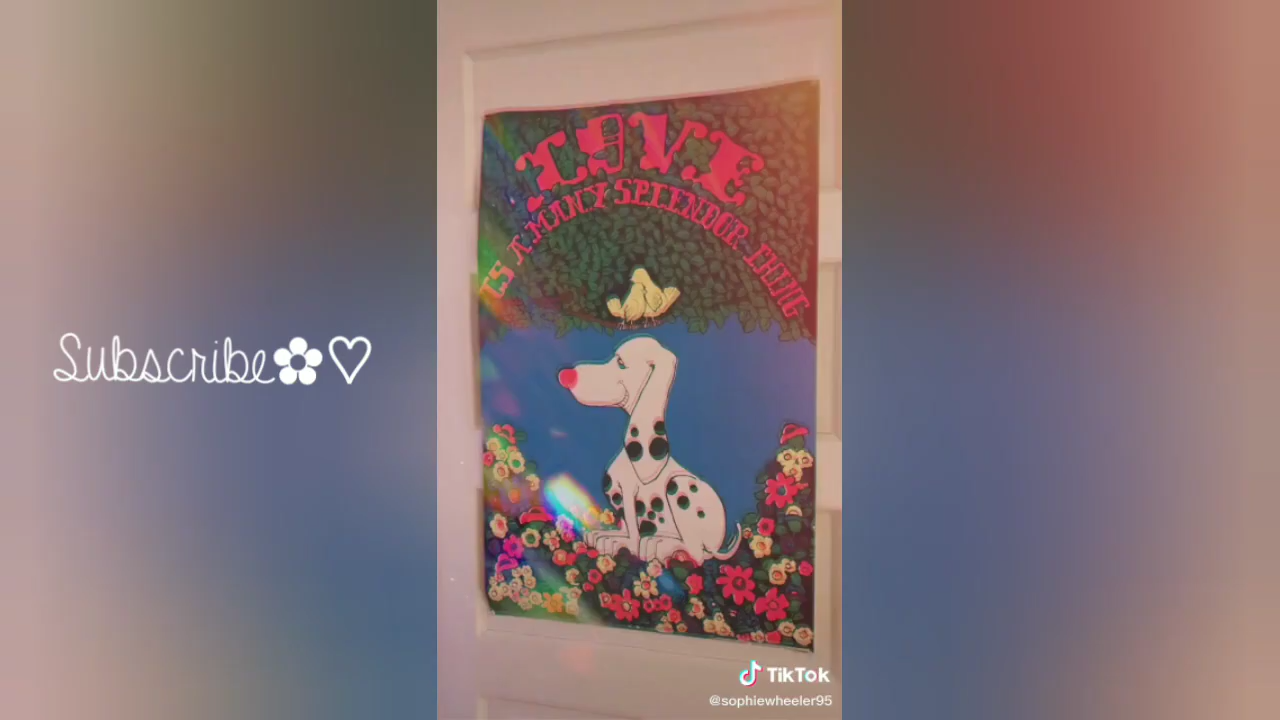 Subscribe
LOVE
IS A MANY SPLENDOR THING
TikTok
@sophiewheeler95